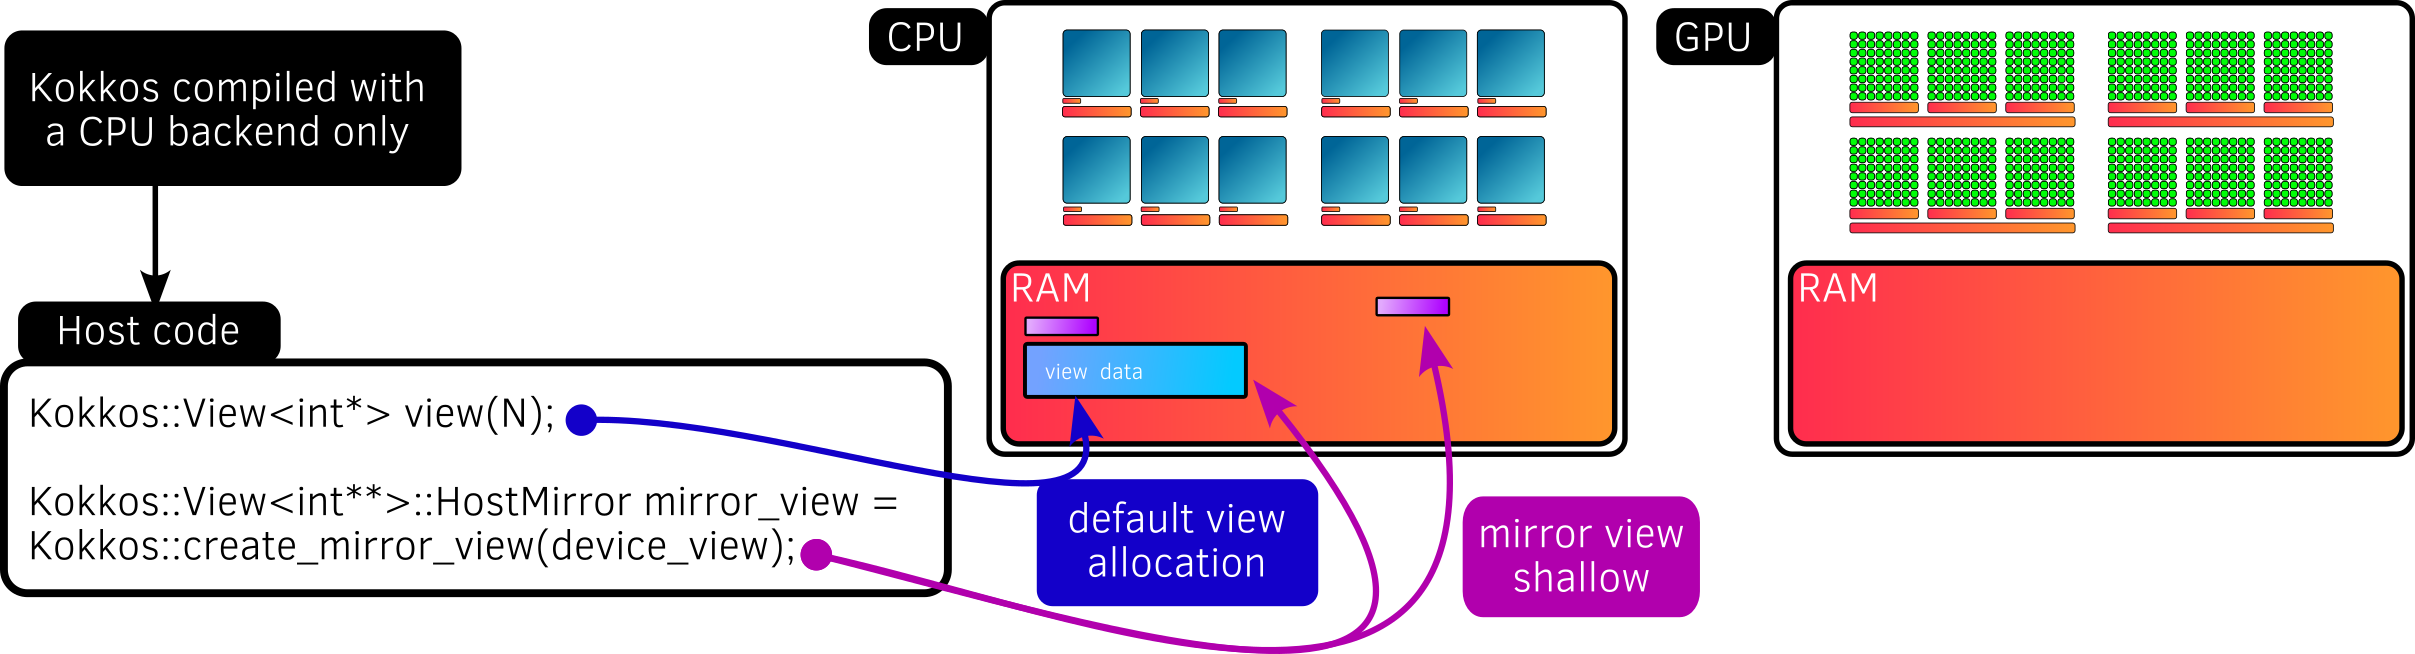 Kokkos compiled with
a CPU backend only
Host code
Kokkos::View<int*> view(N);
Kokkos::View<int**>::HostMirror mirror_view =
Kokkos::create_mirror_view(device_view);
CPU
RAM
view data
default view
allocation
mirror view
shallow
GPU
RAM